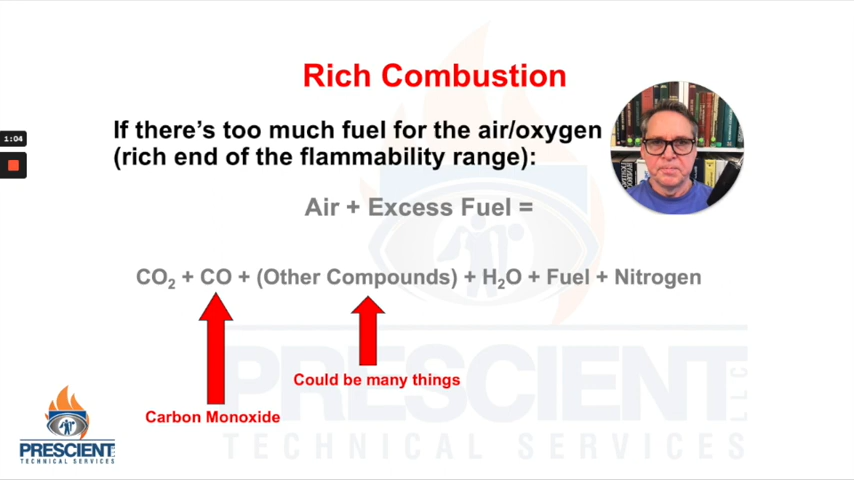 Rich Combustion
1:04
If there's too much fuel for the air/oxygen
(rich end of the flammability range):
Air + Excess Fuel =
CO₂ + CO + (Other Compounds) + H₂O + Fuel + Nitrogen
Could be many things
Carbon Monoxide
PRESCIENT LLC
TECHNICAL SERVICES
PRESCIENT
TECHNICAL SERVICES